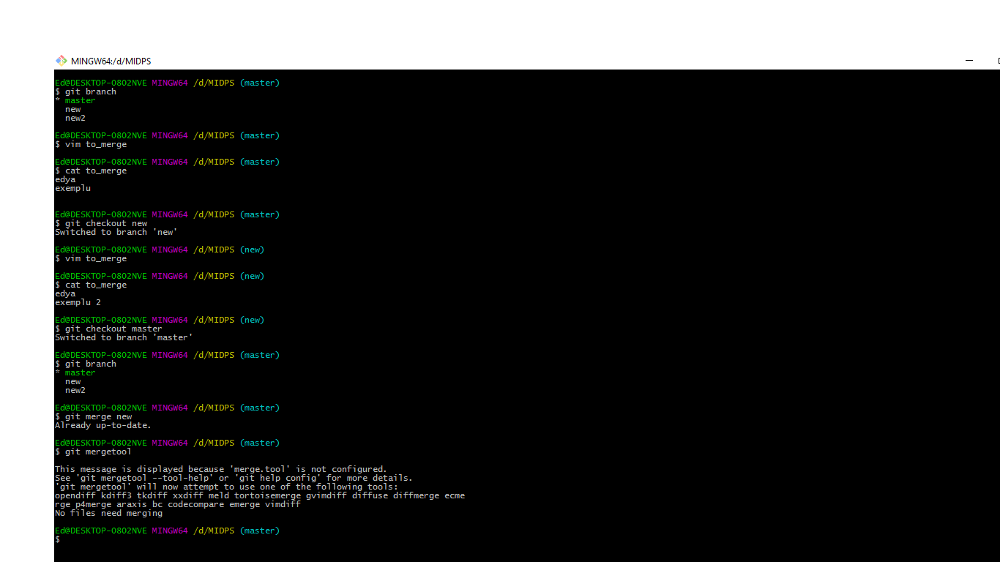 MINGW64:/d/MIDPS
Ed@DESKTOP-0802NVE MINGW64 /d/MIDPS (master)
$ git branch
* master
  new
  new2
Ed@DESKTOP-0802NVE MINGW64 /d/MIDPS (master)
$ vim to_merge
Ed@DESKTOP-0802NVE MINGW64 /d/MIDPS (master)
$ cat to_merge
edya
exemplu
Ed@DESKTOP-0802NVE MINGW64 /d/MIDPS (master)
$ git checkout new
Switched to branch 'new'
Ed@DESKTOP-0802NVE MINGW64 /d/MIDPS (new)
$ vim to_merge
Ed@DESKTOP-0802NVE MINGW64 /d/MIDPS (new)
$ cat to_merge
edya
exemplu 2
Ed@DESKTOP-0802NVE MINGW64 /d/MIDPS (new)
$ git checkout master
Switched to branch 'master'
Ed@DESKTOP-0802NVE MINGW64 /d/MIDPS (master)
$ git branch
* master
  new
  new2
Ed@DESKTOP-0802NVE MINGW64 /d/MIDPS (master)
$ git merge new
Already up-to-date.
Ed@DESKTOP-0802NVE MINGW64 /d/MIDPS (master)
$ git mergetool
This message is displayed because 'merge.tool' is not configured.
See 'git mergetool --tool-help' or 'git help config' for more details.
'git mergetool' will now attempt to use one of the following tools:
opendiff kdiff3 tkdiff xxdiff meld tortoisemerge gvimdiff diffuse diffmerge ecme
rge p4merge araxis bc codecompare emerge vimdiff
No files need merging
Ed@DESKTOP-0802NVE MINGW64 /d/MIDPS (master)
$